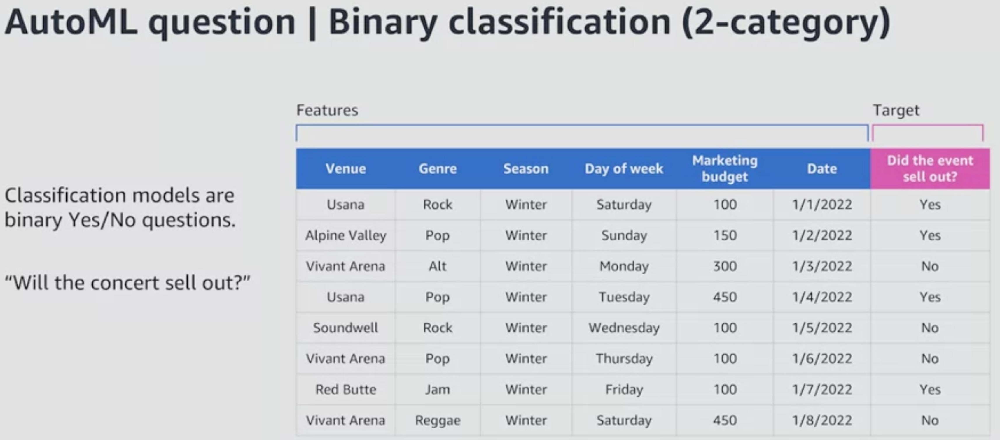 AutoML question | Binary classification (2-category)
Classification models are
binary Yes/No questions.
“Will the concert sell out?”
Features Target
Venue Genre Season Day of week Marketing budget Date Did the event sell out?
Usana Rock Winter Saturday 100 1/1/2022 Yes
Alpine Valley Pop Winter Sunday 150 1/2/2022 Yes
Vivant Arena Alt Winter Monday 300 1/3/2022 No
Usana Pop Winter Tuesday 450 1/4/2022 Yes
Soundwell Rock Winter Wednesday 100 1/5/2022 No
Vivant Arena Pop Winter Thursday 100 1/6/2022 No
Red Butte Jam Winter Friday 100 1/7/2022 Yes
Vivant Arena Reggae Winter Saturday 450 1/8/2022 No